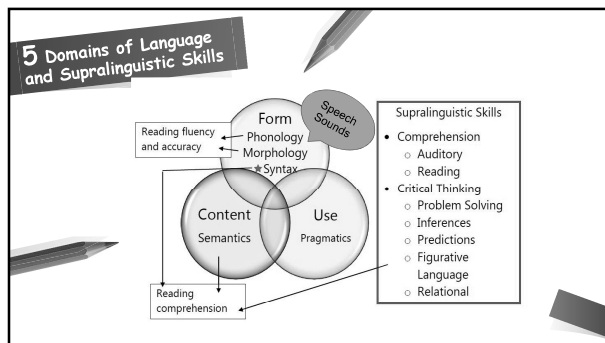 5 Domains of Language
and Supralinguistic Skills
Form
Phonology
Morphology
★Syntax
Speech
Sounds
Reading fluency
and accuracy
Content
Semantics
Use
Pragmatics
Reading
comprehension
Supralinguistic Skills
• Comprehension
o Auditory
o Reading
• Critical Thinking
o Problem Solving
o Inferences
o Predictions
o Figurative
Language
o Relational